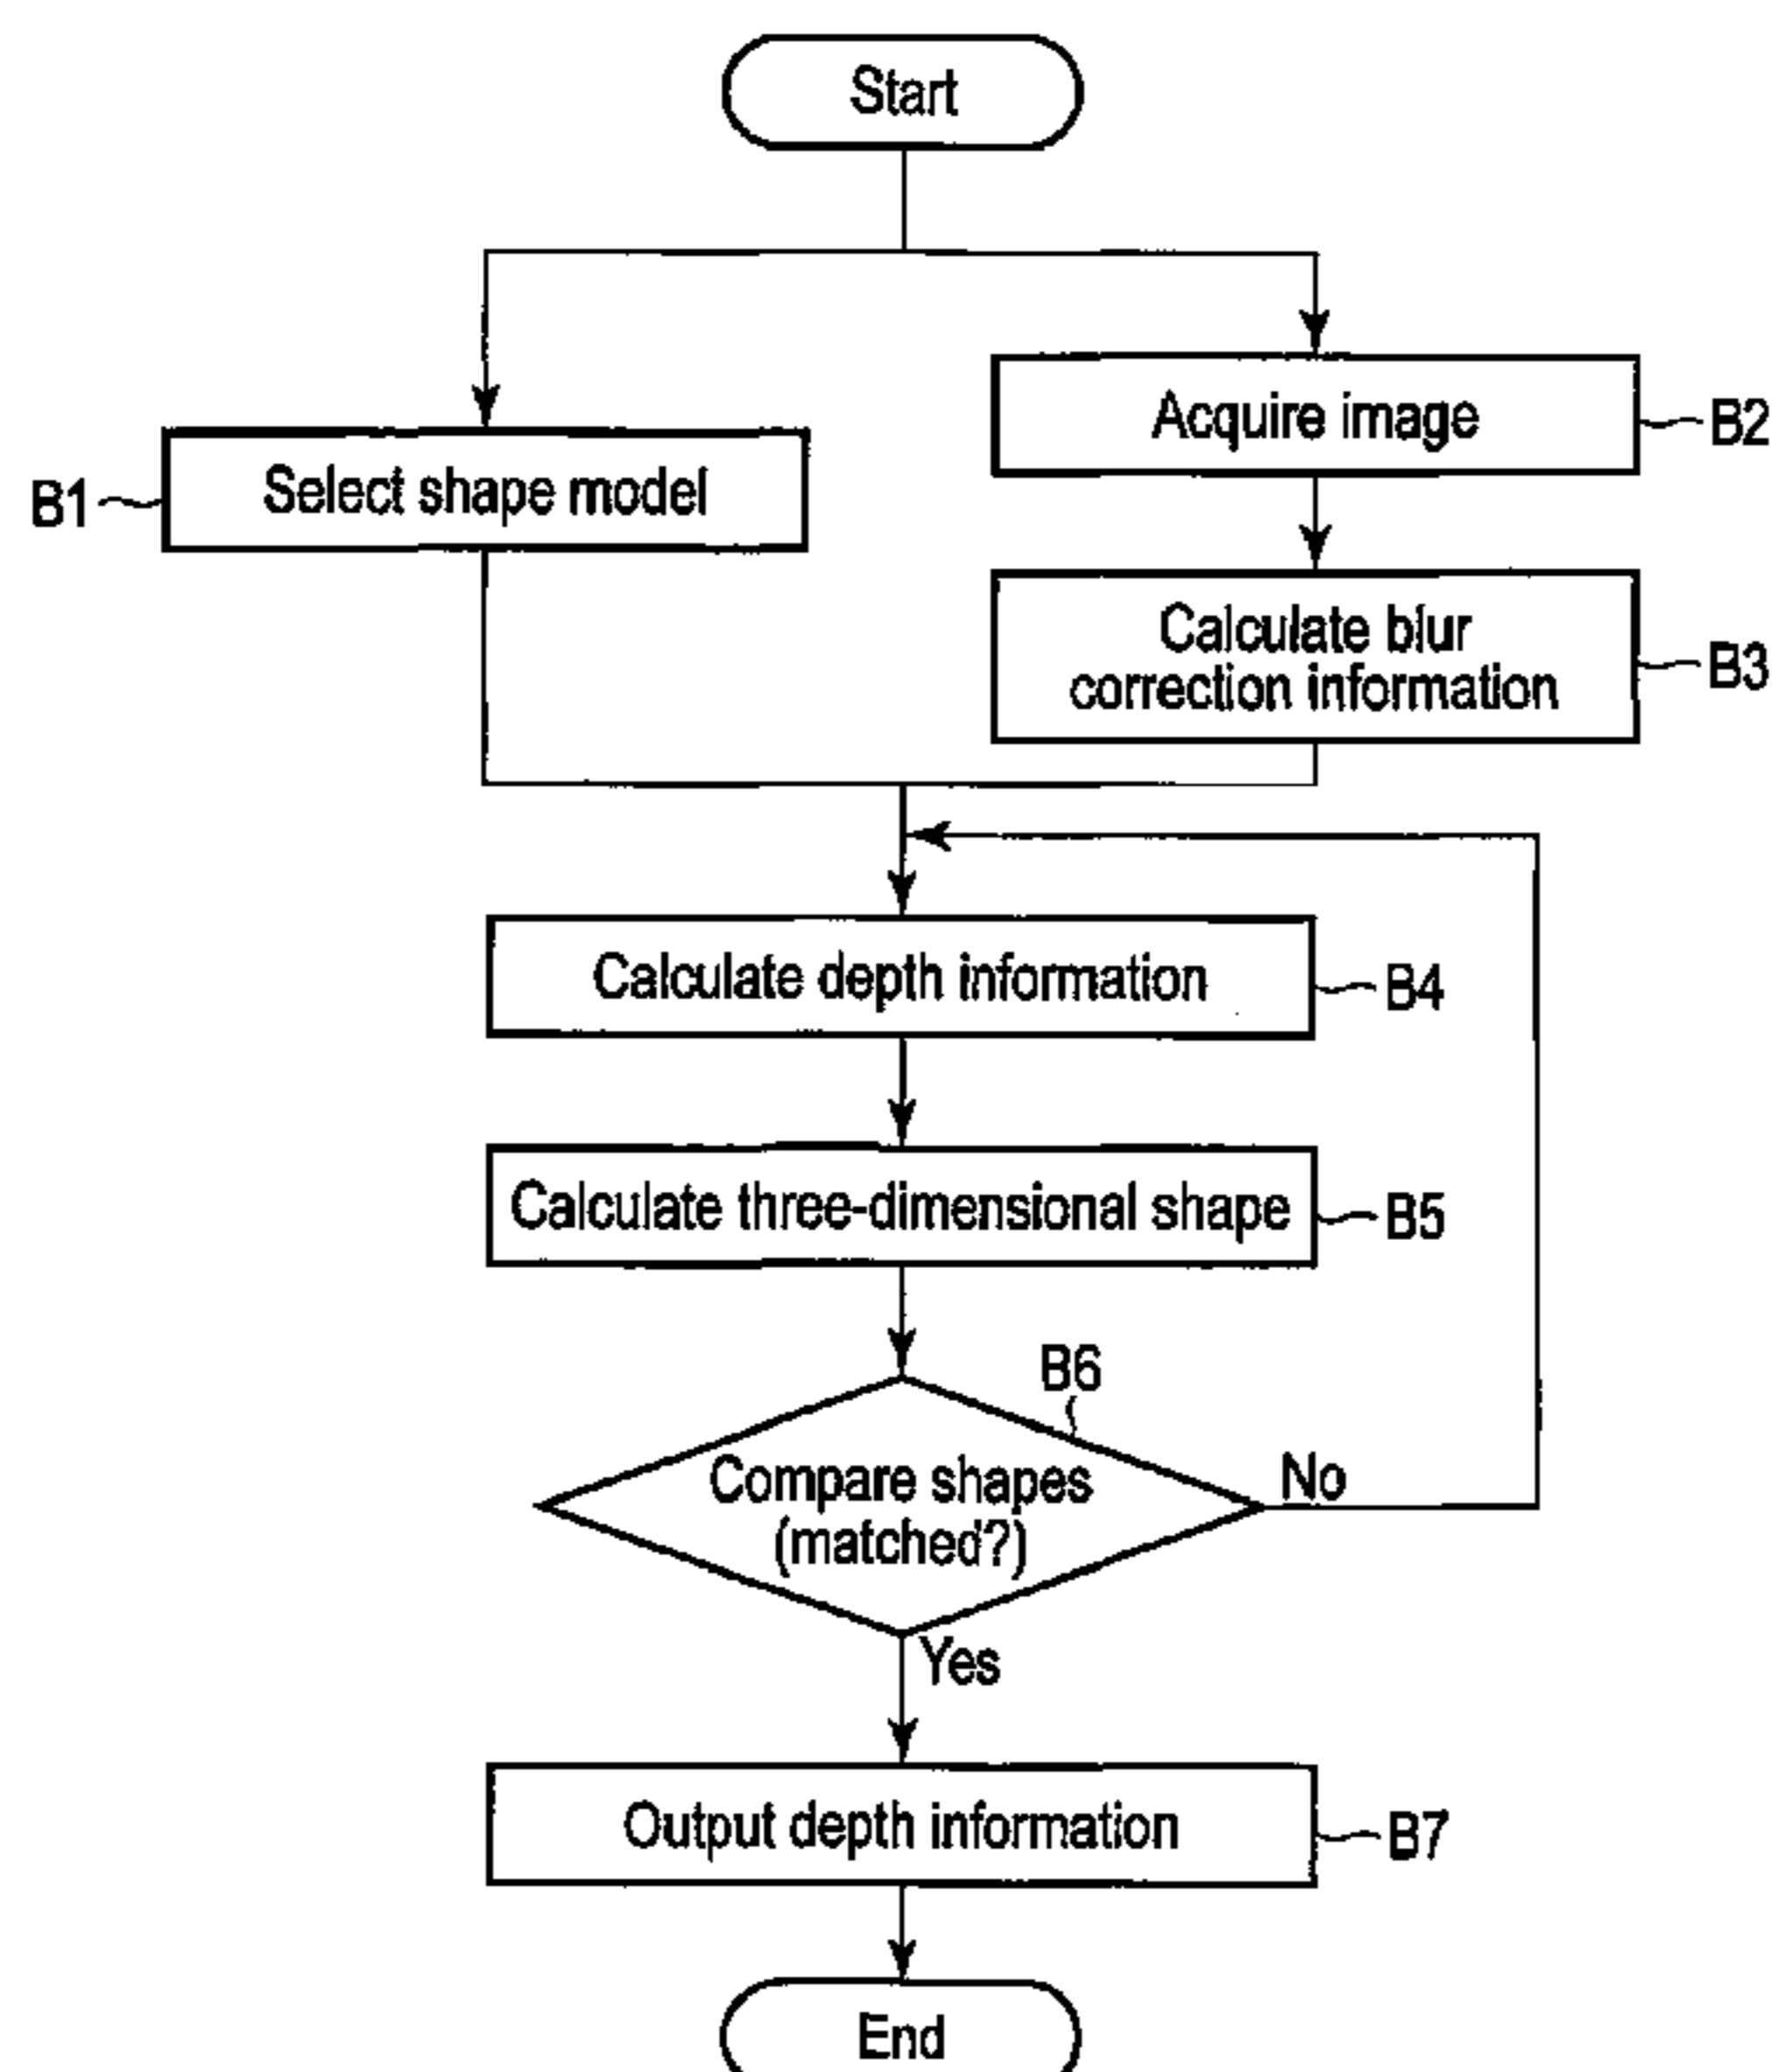 Start
Acquire image
B2
B1
Select shape model
Calculate blur
correction information
B3
Calculate depth information
B4
Calculate three-dimensional shape
B5
B6
Compare shapes
(matched?)
No
Yes
Output depth information
B7
End